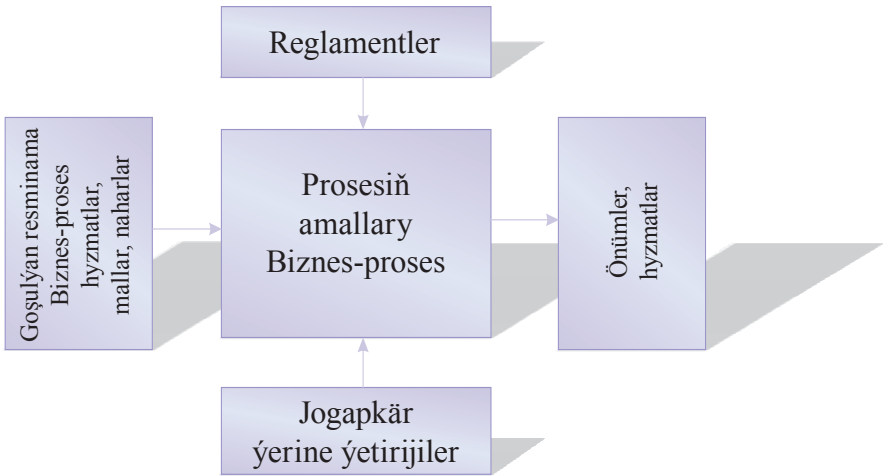 Reglamentler
Goşulýan resminama
Biznes-proses
hyzmatlar,
mallar, naharlar
Prosesiň
amallary
Biznes-proses
Önümler,
hyzmatlar
Jogapkär
ýerine ýetirijiler